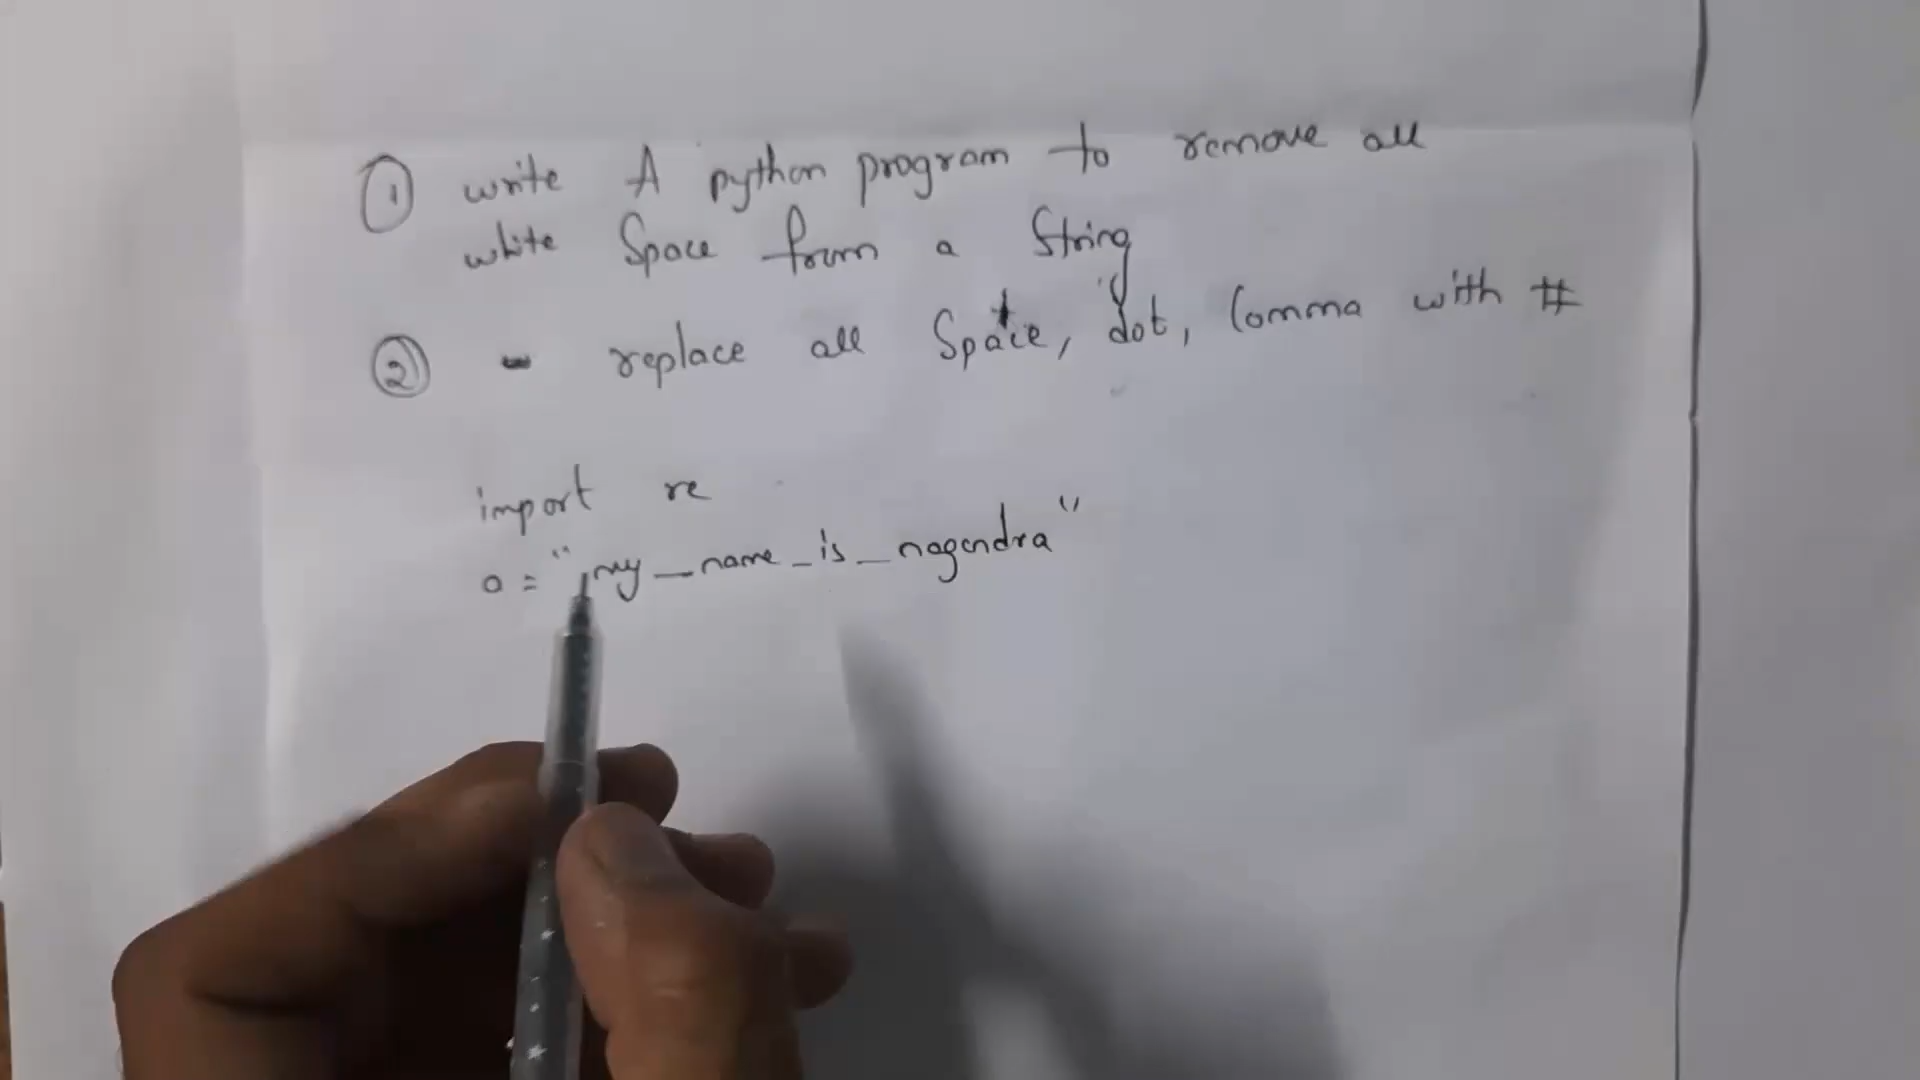 ① write A python program to remove all
white space from a string
② - replace all space, dot, comma with #
import re
a = "my_name_is_nagendra"